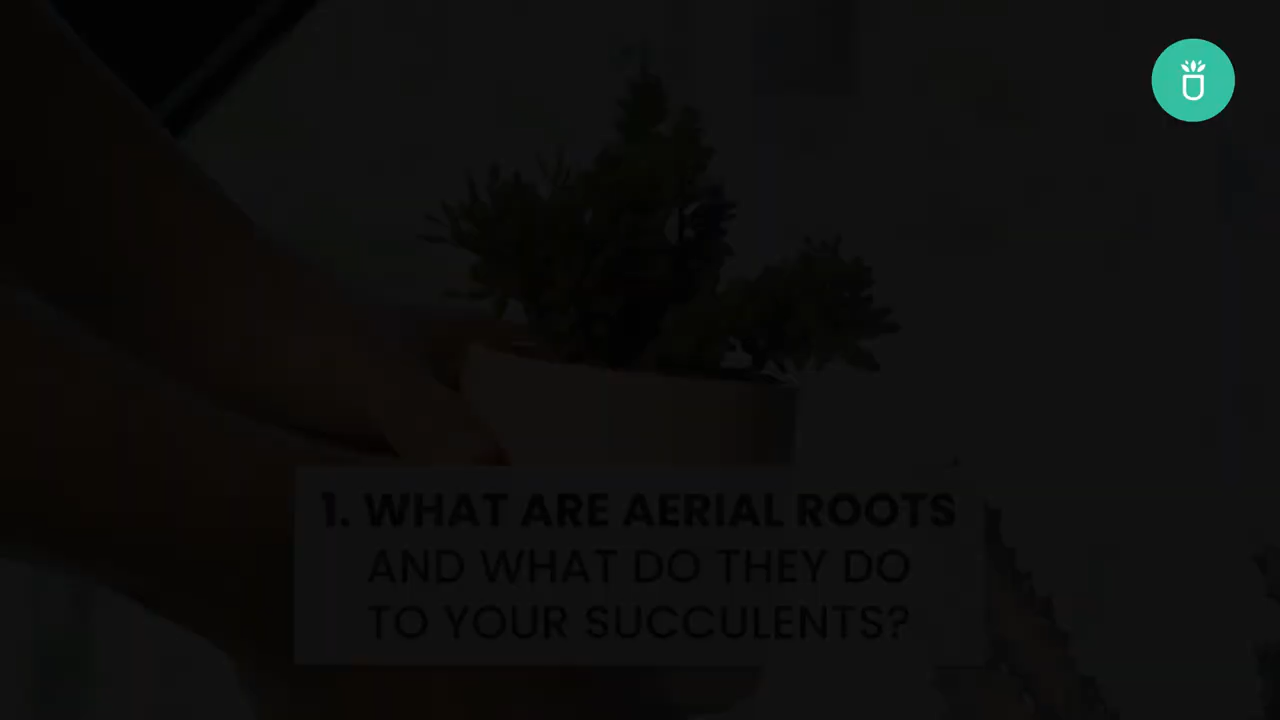 1. WHAT ARE AERIAL ROOTS
AND WHAT DO THEY DO
TO YOUR SUCCULENTS?